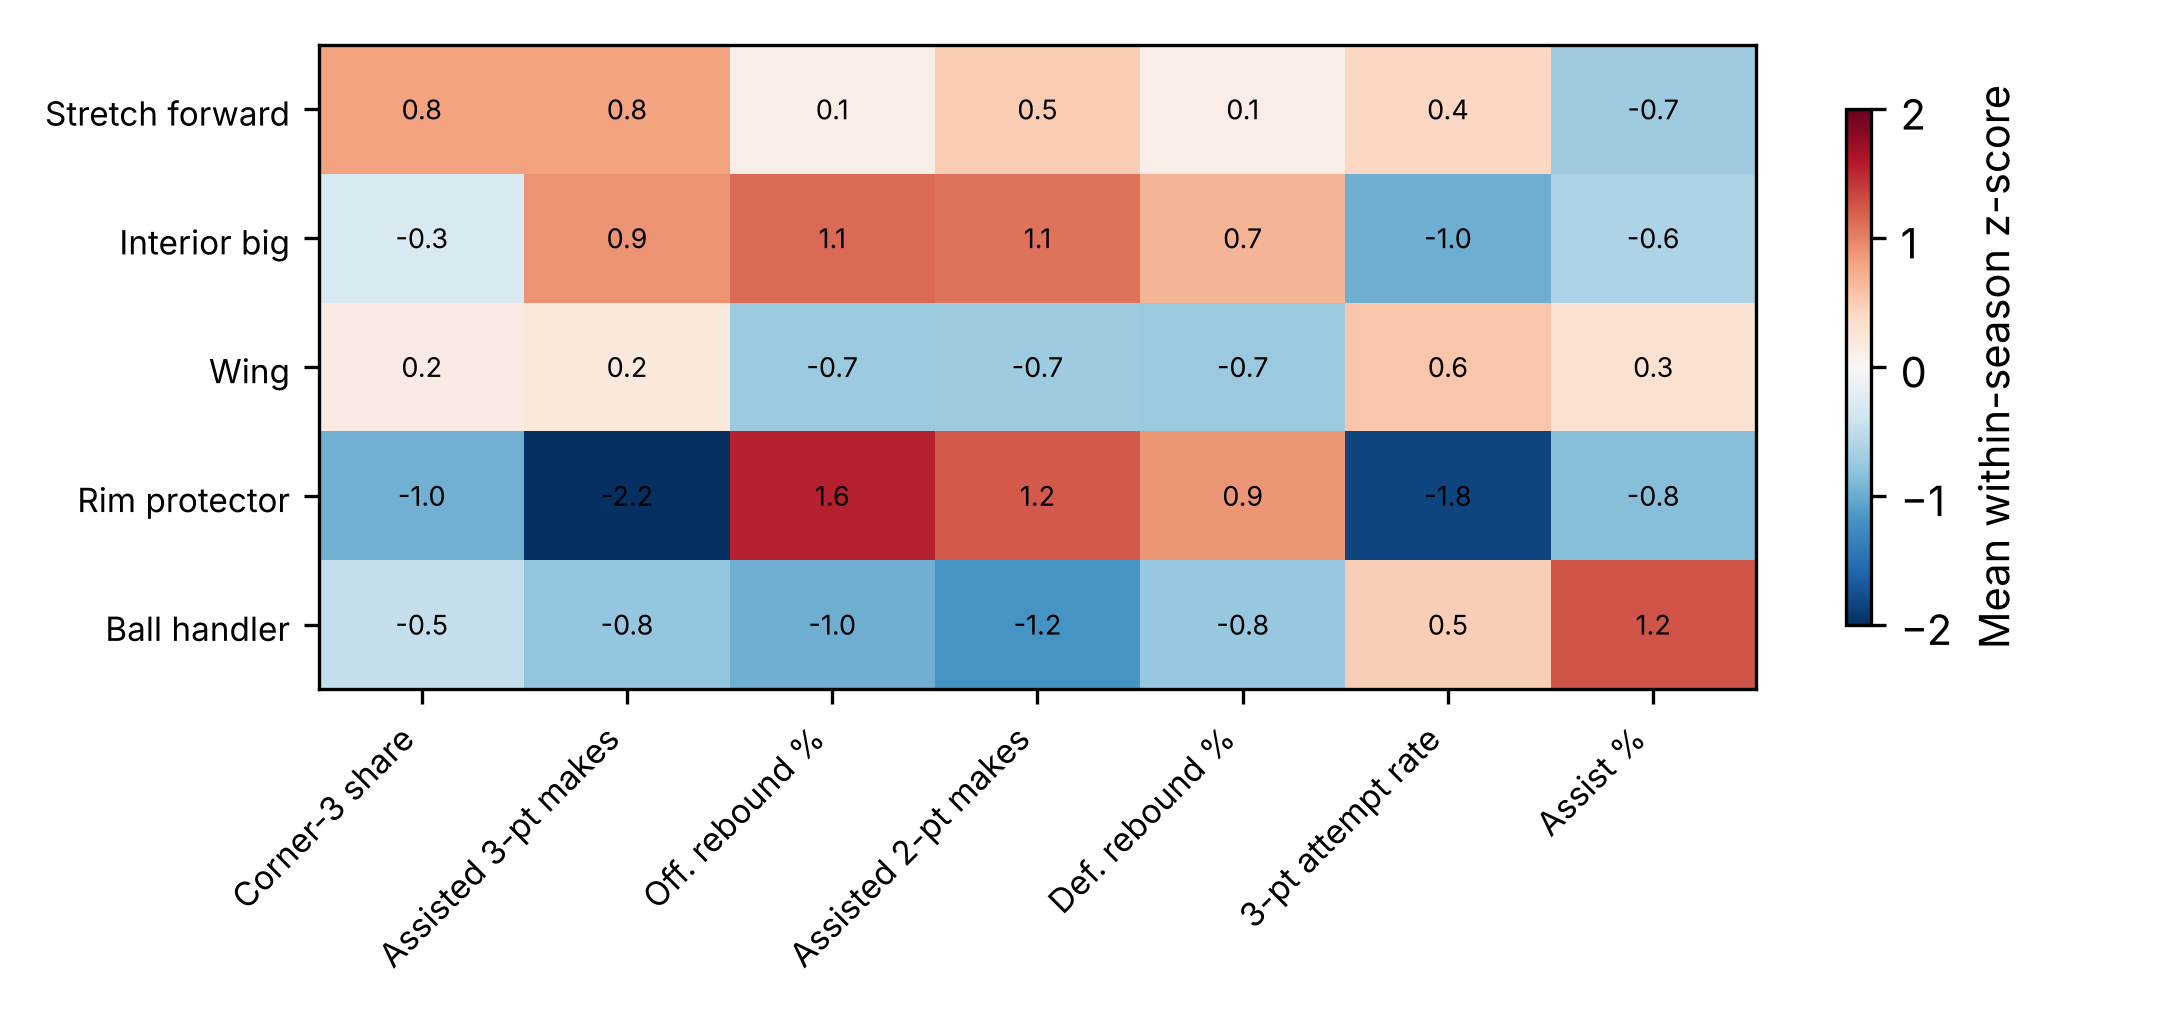 Stretch forward 0.8 0.8 0.1 0.5 0.1 0.4 -0.7
Interior big -0.3 0.9 1.1 1.1 0.7 -1.0 -0.6
Wing 0.2 0.2 -0.7 -0.7 -0.7 0.6 0.3
Rim protector -1.0 -2.2 1.6 1.2 0.9 -1.8 -0.8
Ball handler -0.5 -0.8 -1.0 -1.2 -0.8 0.5 1.2
Corner-3 share
Assisted 3-pt makes
Off. rebound %
Assisted 2-pt makes
Def. rebound %
3-pt attempt rate
Assist %
2
1
0
−1
−2
Mean within-season z-score